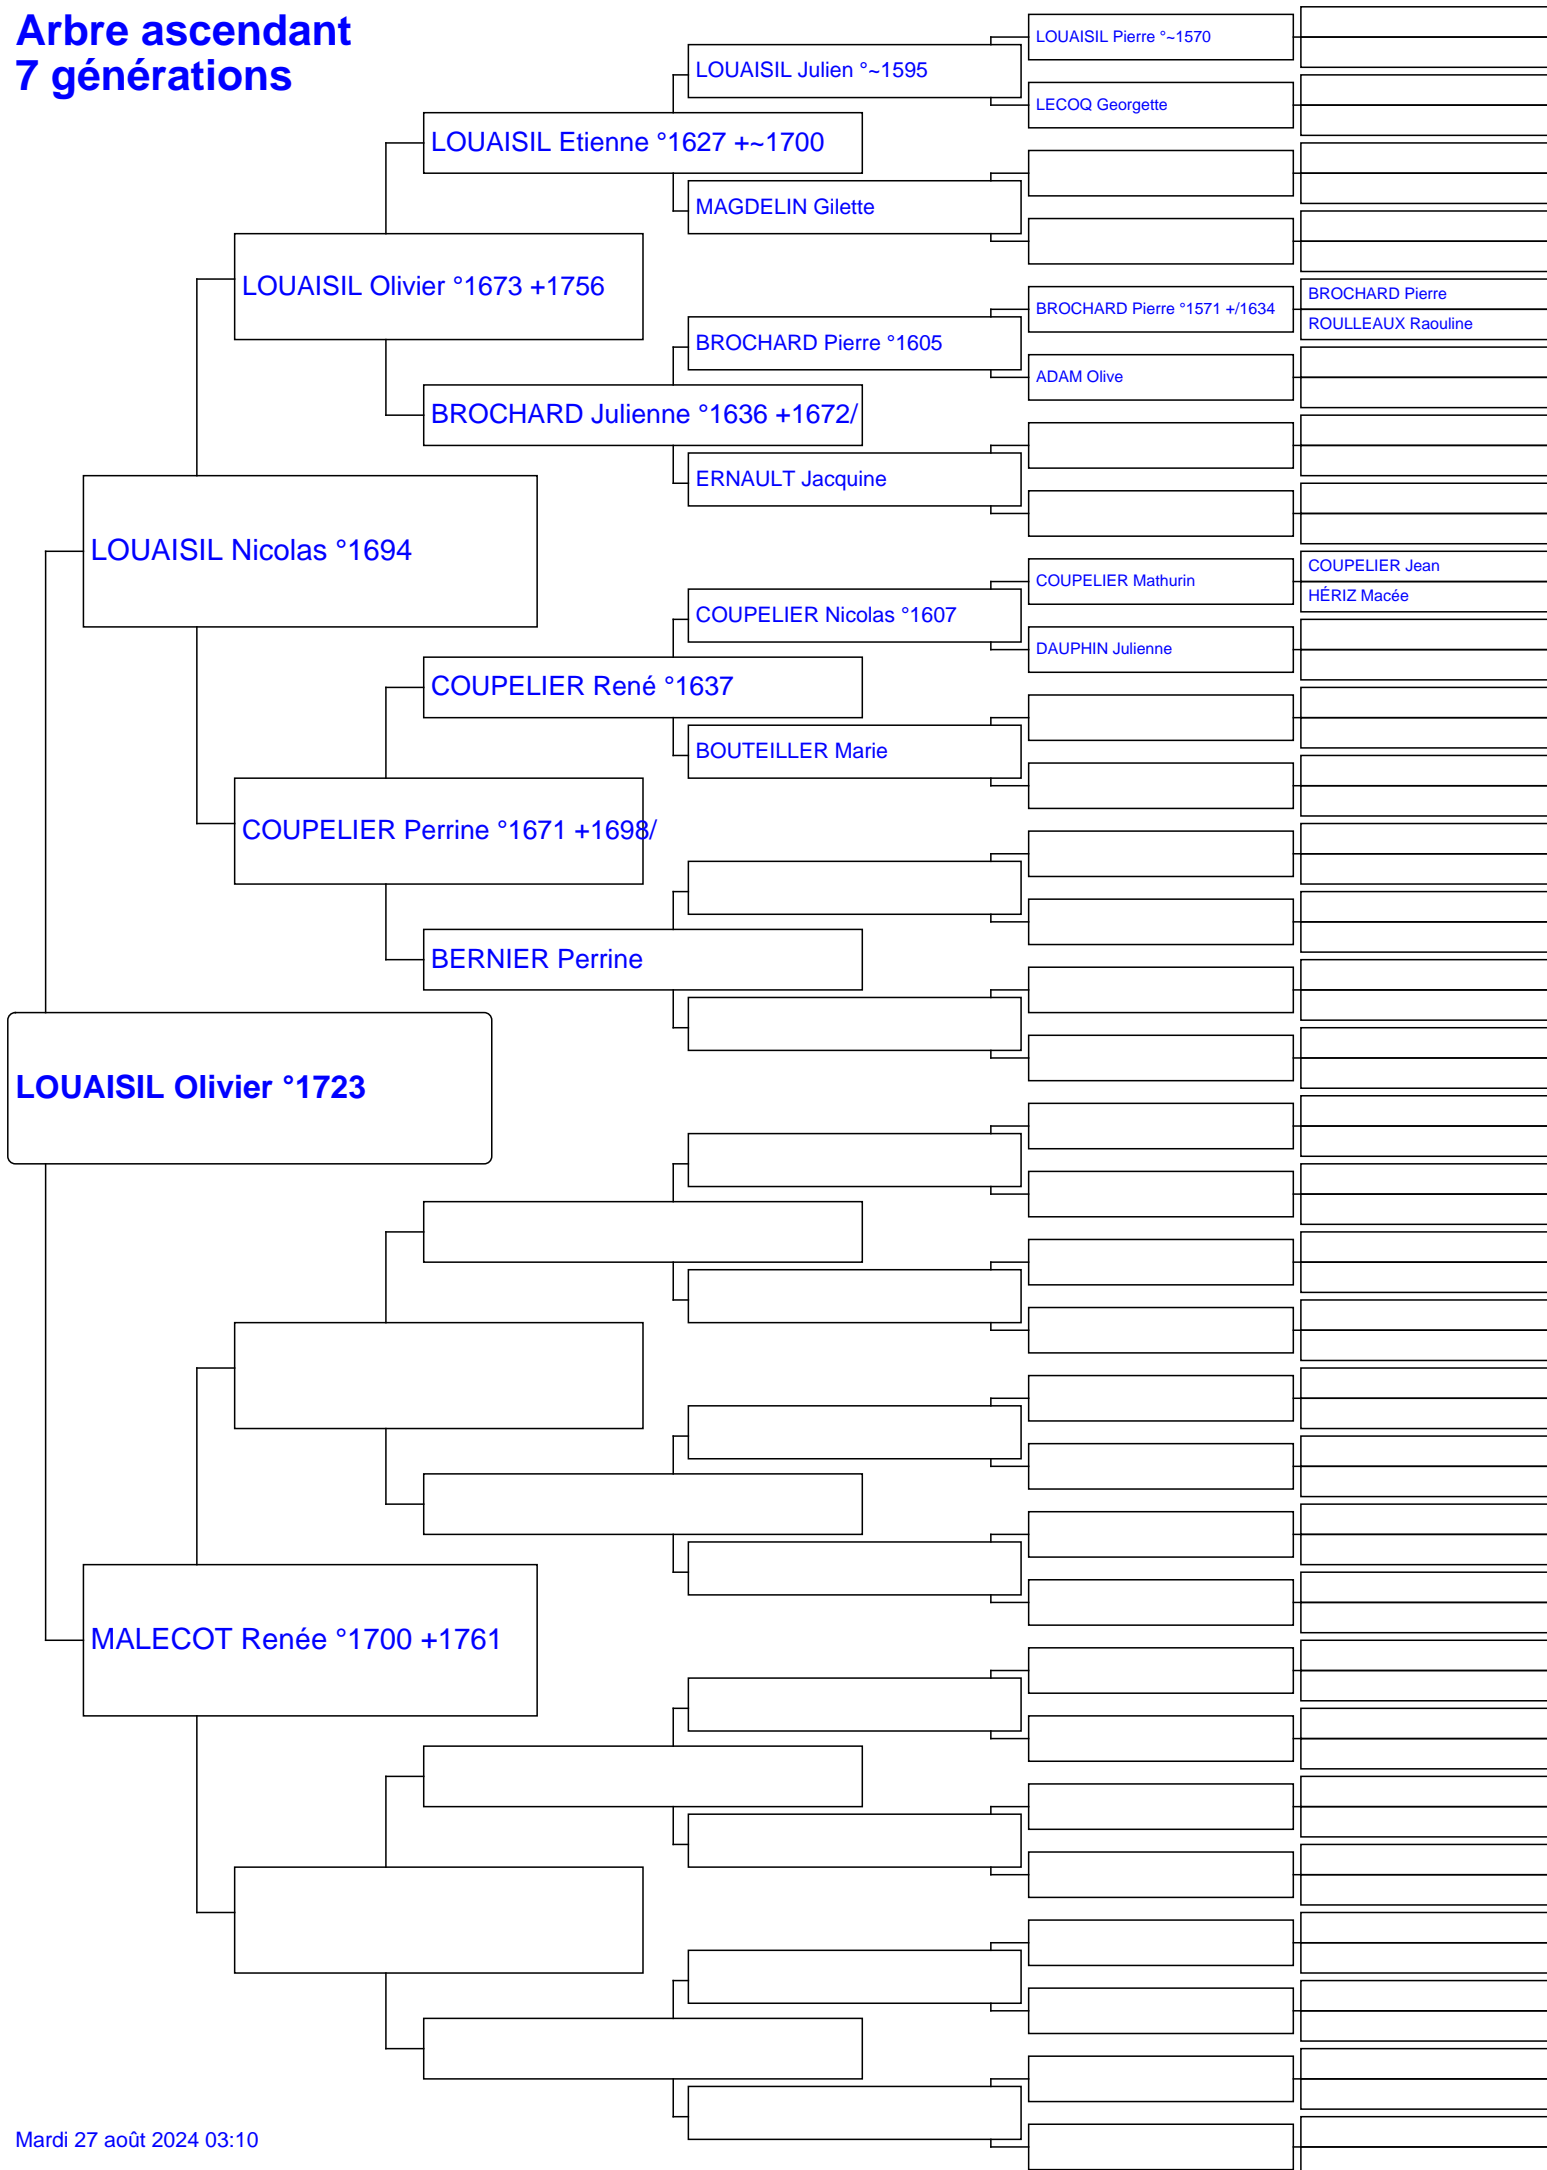 Arbre ascendant
7 générations
LOUAISIL Pierre °~1570
LOUAISIL Julien °~1595
LECOQ Georgette
LOUAISIL Etienne °1627 +~1700
MAGDELIN Gilette
LOUAISIL Olivier °1673 +1756
BROCHARD Pierre
BROCHARD Pierre °1571 +/1634
ROULLEAUX Raouline
BROCHARD Pierre °1605
ADAM Olive
BROCHARD Julienne °1636 +1672/
ERNAULT Jacquine
LOUAISIL Nicolas °1694
COUPELIER Jean
COUPELIER Mathurin
HÉRIZ Macée
COUPELIER Nicolas °1607
DAUPHIN Julienne
COUPELIER René °1637
BOUTEILLER Marie
COUPELIER Perrine °1671 +1698/
BERNIER Perrine
LOUAISIL Olivier °1723
MALECOT Renée °1700 +1761
Mardi 27 août 2024 03:10